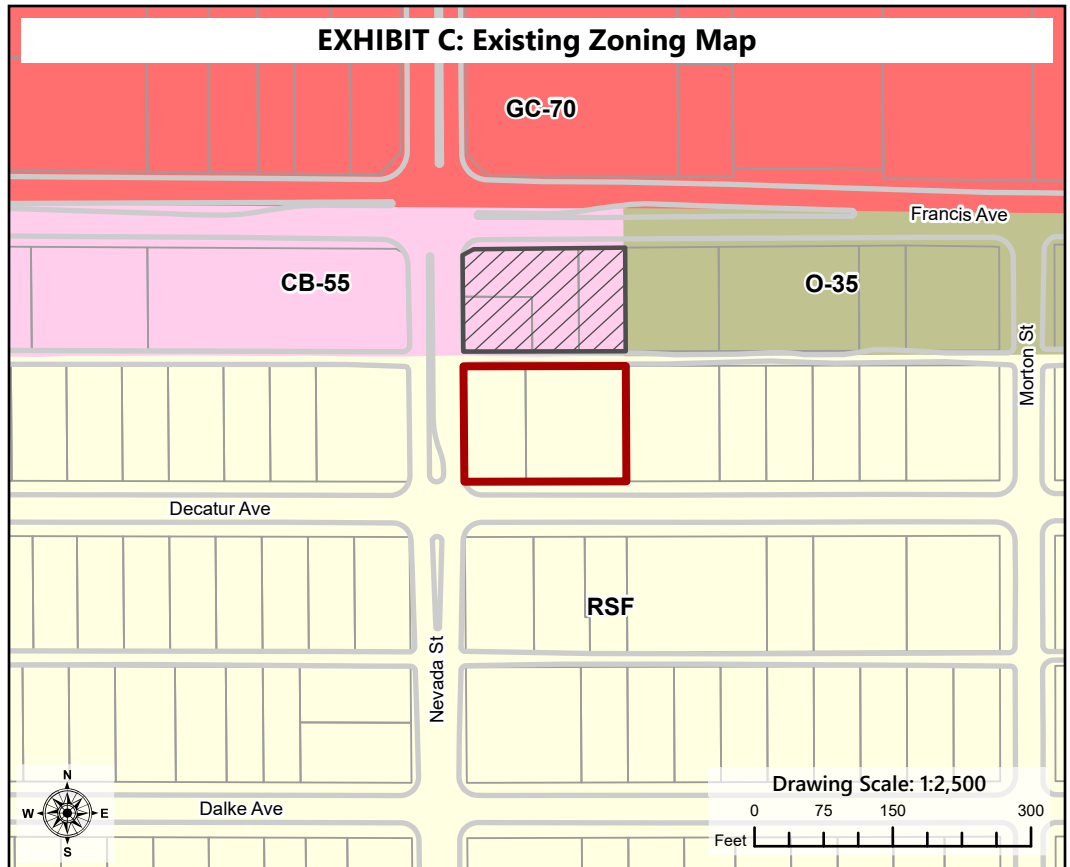 EXHIBIT C: Existing Zoning Map
GC-70
Francis Ave
CB-55
O-35
Morton St
Decatur Ave
RSF
Nevada St
Dalke Ave
N
W E
S
Drawing Scale: 1:2,500
0 75 150 300
Feet